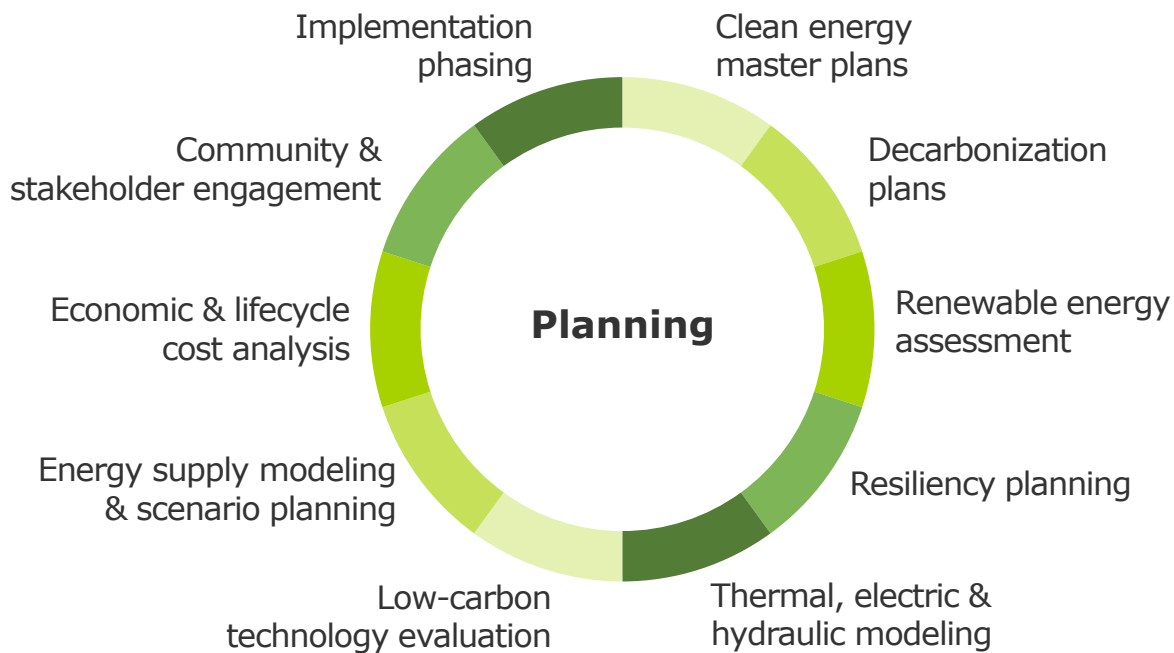 Implementation
phasing
Clean energy
master plans
Community &
stakeholder engagement
Decarbonization
plans
Economic & lifecycle
cost analysis
Planning
Renewable energy
assessment
Energy supply modeling
& scenario planning
Resiliency planning
Low-carbon
technology evaluation
Thermal, electric &
hydraulic modeling